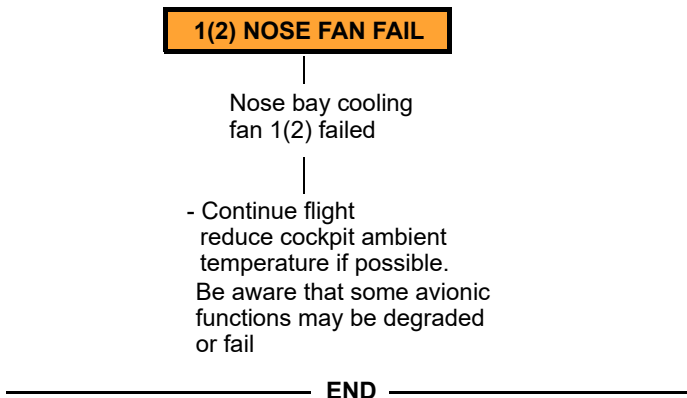 1(2) NOSE FAN FAIL
Nose bay cooling
fan 1(2) failed
- Continue flight
reduce cockpit ambient
temperature if possible.
Be aware that some avionic
functions may be degraded
or fail
END